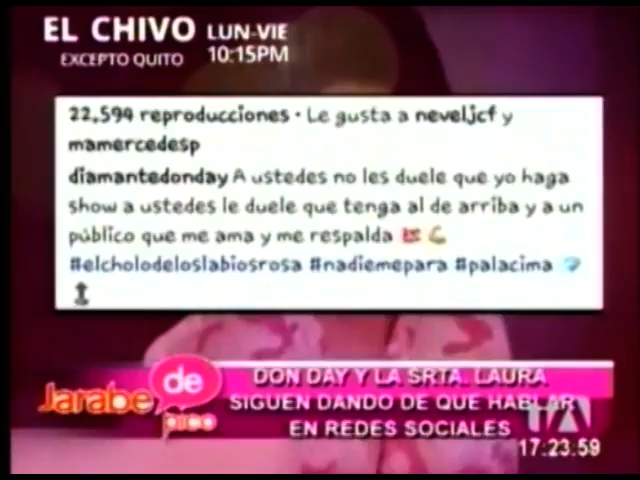 EL CHIVO LUN-VIE
EXCEPTO QUITO 10:15PM
22,594 reproducciones · Le gusta a neveljcf y
mamercedesp
diamantedonday A ustedes no les duele que yo haga
show a ustedes le duele que tenga al de arriba y a un
público que me ama y me respalda 💯 💪
#elcholodeloslabiosrosa #nadiemepara #palacima 💎
Jarabe de pico
DON DAY Y LA SRTA. LAURA
SIGUEN DANDO DE QUE HABLAR
EN REDES SOCIALES
17:23:59